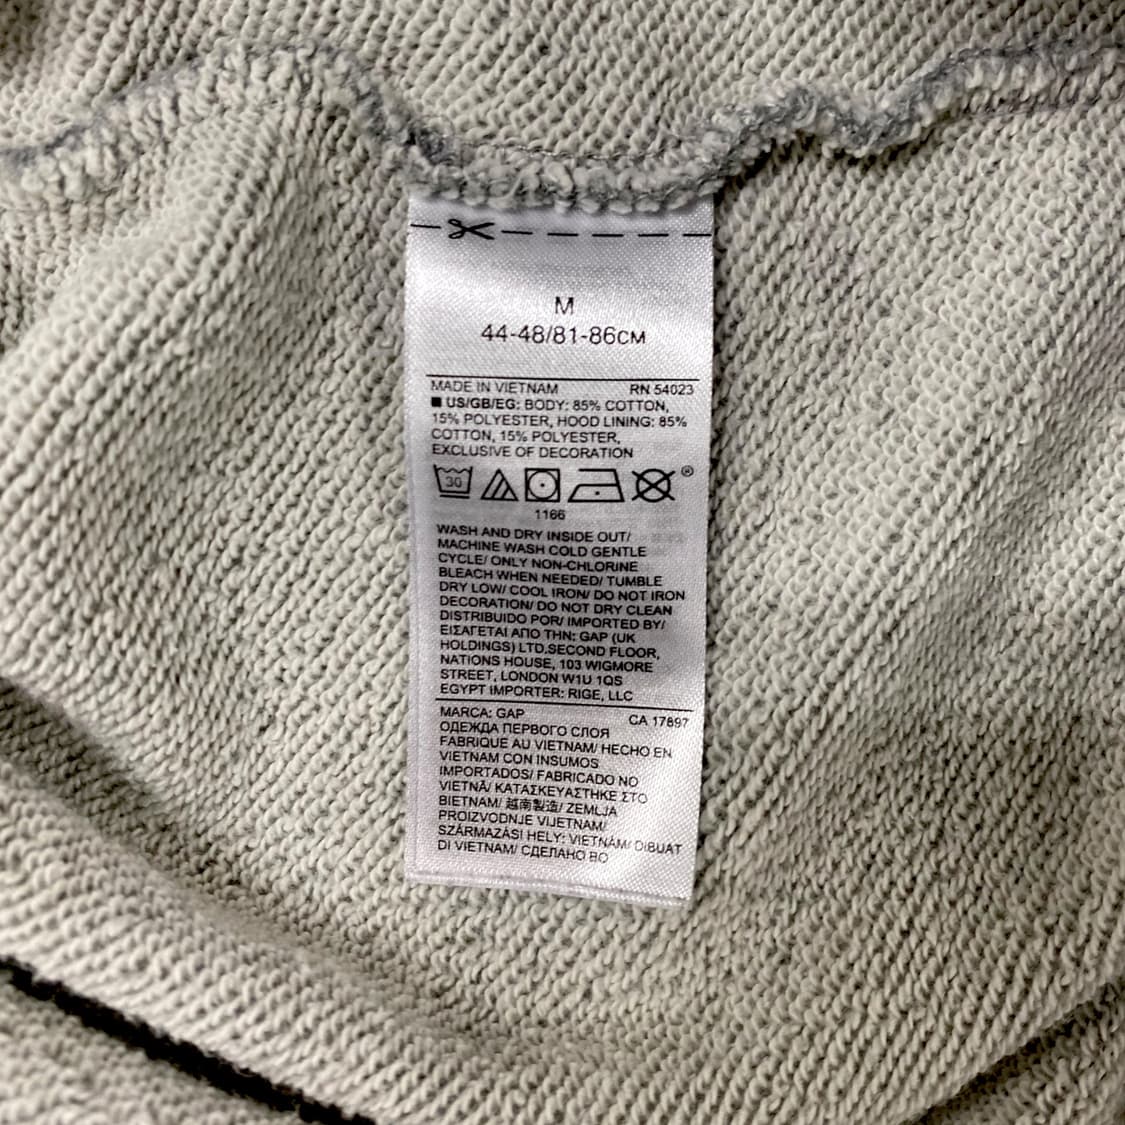 M
44-48/81-86CM
MADE IN VIETNAM RN 54023
■ US/GB/EG: BODY: 85% COTTON,
15% POLYESTER, HOOD LINING: 85%
COTTON, 15% POLYESTER,
EXCLUSIVE OF DECORATION
30 ®
1166
WASH AND DRY INSIDE OUT/
MACHINE WASH COLD GENTLE
CYCLE/ ONLY NON-CHLORINE
BLEACH WHEN NEEDED/ TUMBLE
DRY LOW/ COOL IRON/ DO NOT IRON
DECORATION/ DO NOT DRY CLEAN
DISTRIBUIDO POR/ IMPORTED BY/
ΕΙΣΑΓΕΤΑΙ ΑΠΟ ΤΗΝ: GAP (UK
HOLDINGS) LTD,SECOND FLOOR,
NATIONS HOUSE, 103 WIGMORE
STREET, LONDON W1U 1QS
EGYPT IMPORTER: RIGE, LLC
MARCA: GAP CA 17897
ОДЕЖДА ПЕРВОГО СЛОЯ
FABRIQUE AU VIETNAM/ HECHO EN
VIETNAM CON INSUMOS
IMPORTADOS/ FABRICADO NO
VIETNÃ/ ΚΑΤΑΣΚΕΥΑΣΤΗΚΕ ΣΤΟ
ΒΙΕΤΝΑΜ/ 越南製造/ ZEMLJA
PROIZVODNJE VIJETNAM/
SZÁRMAZÁSI HELY: VIETNÁM/ DIBUAT
DI VIETNAM/ СДЕЛАНО ВО